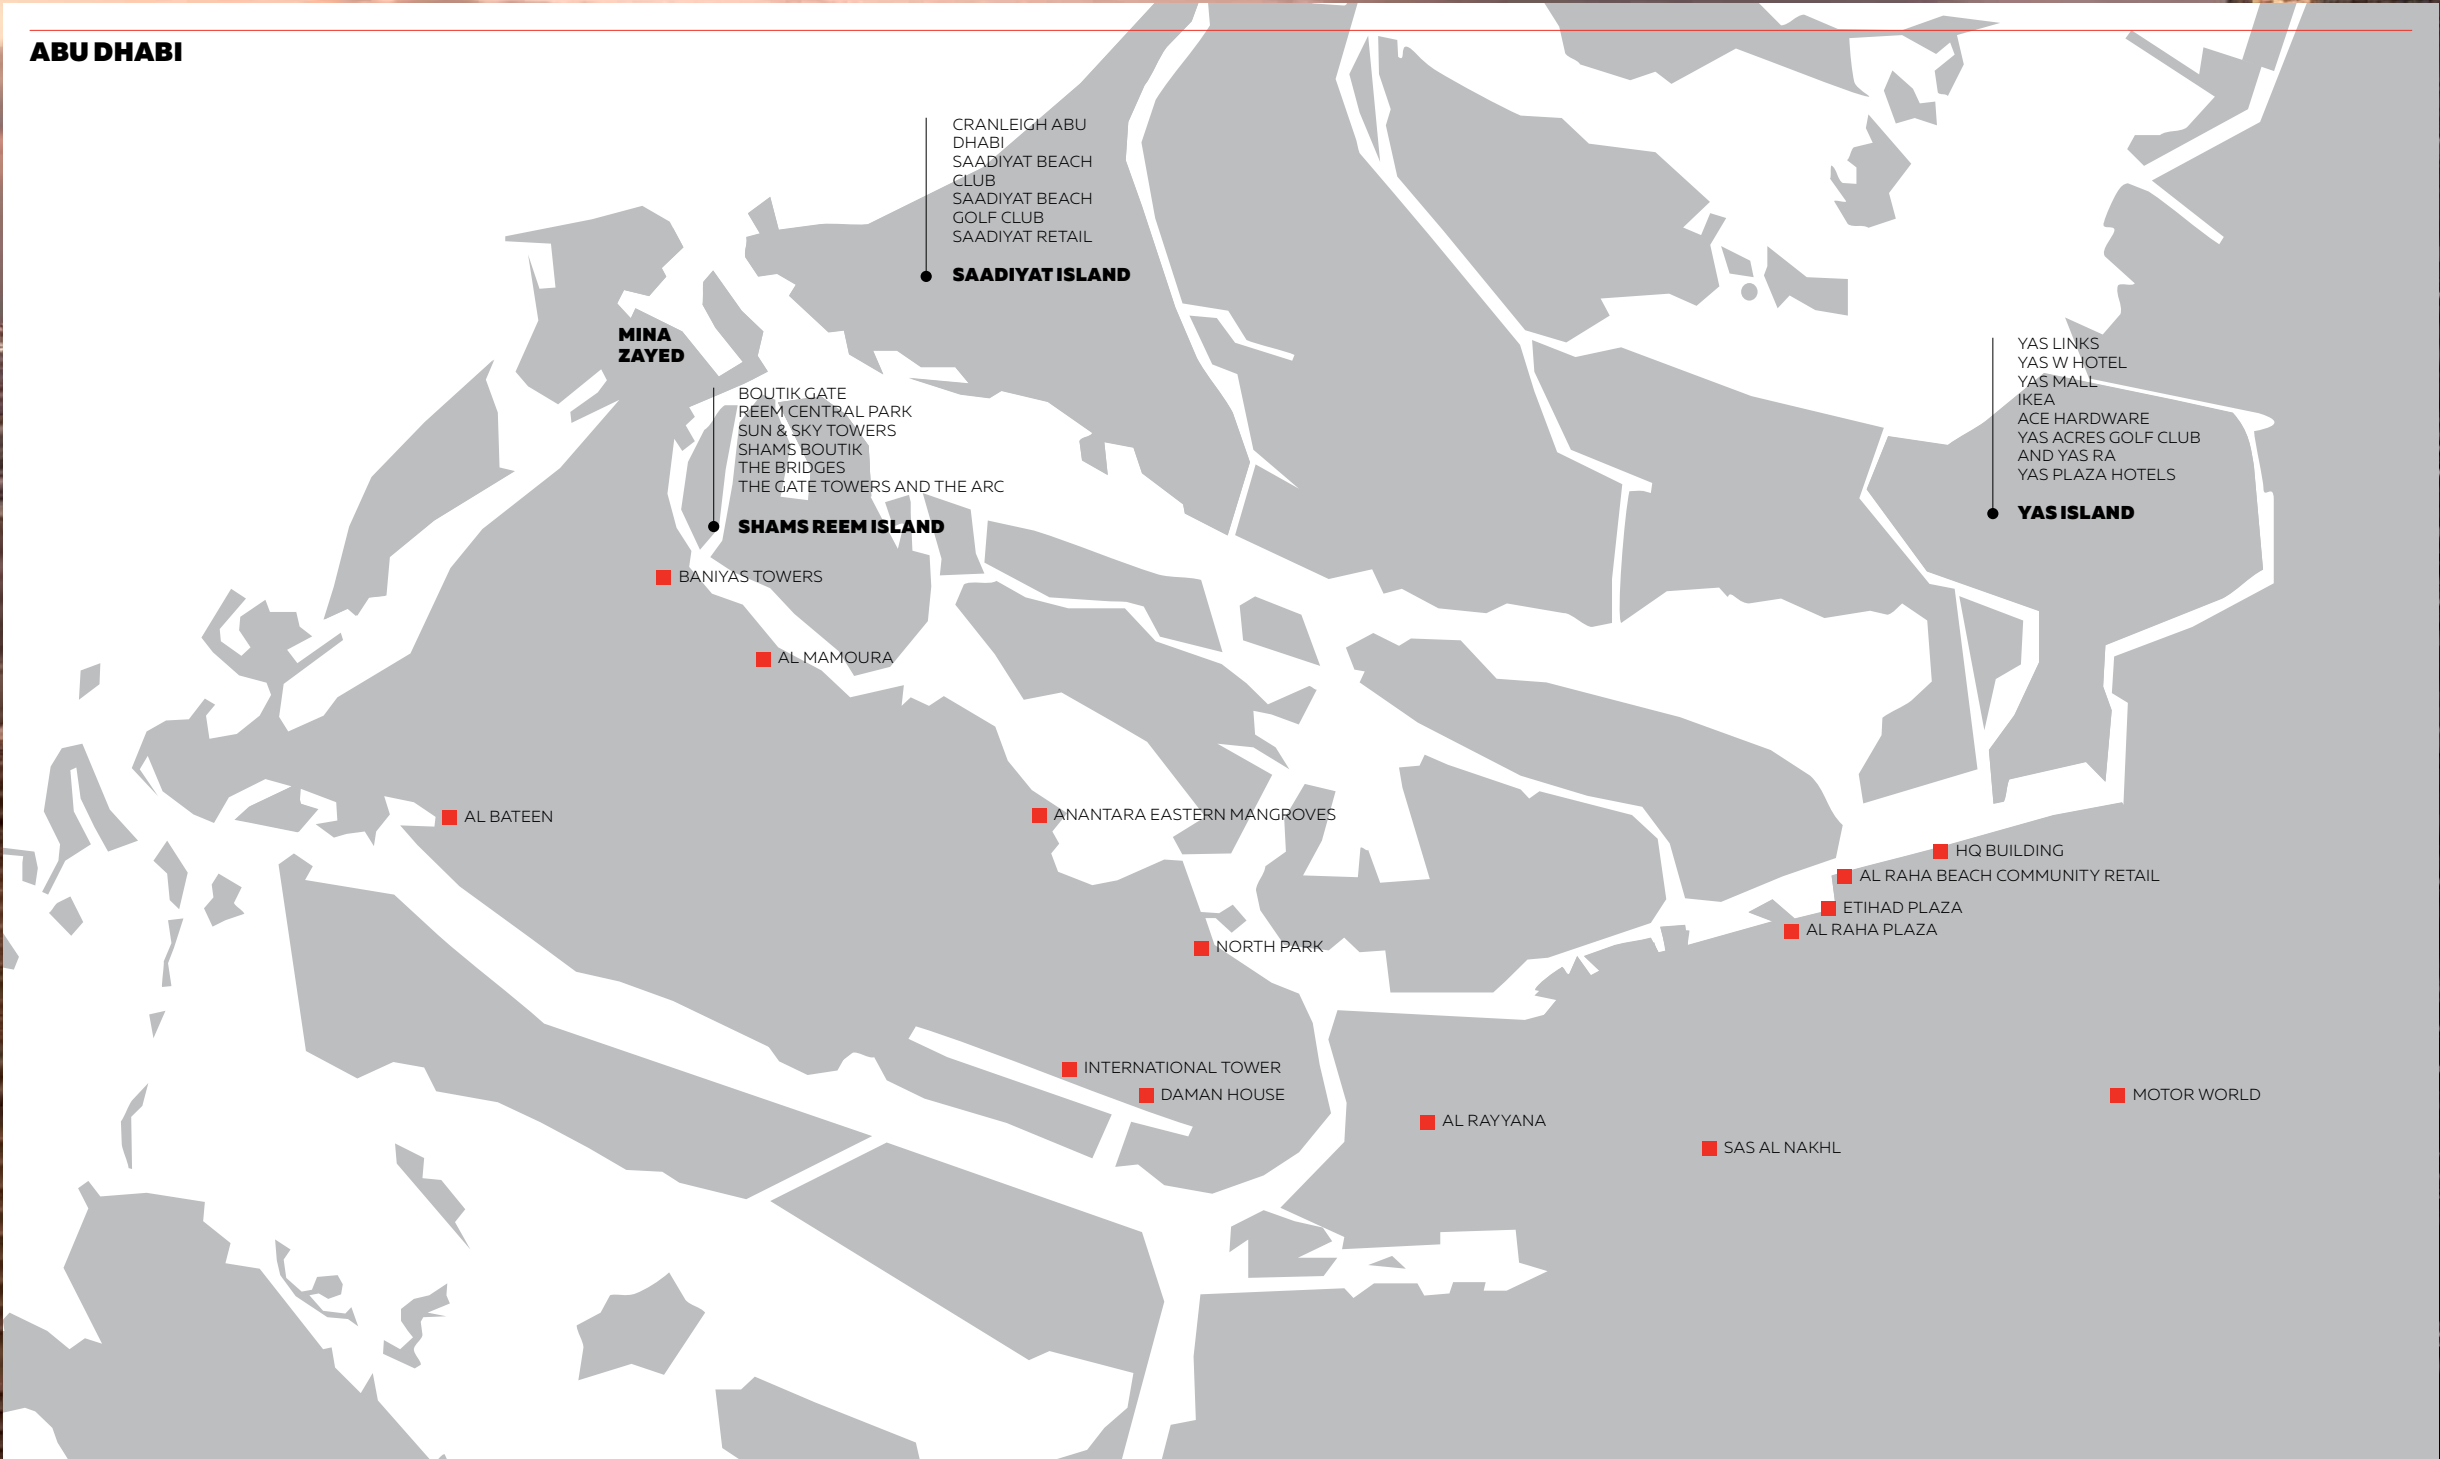 ABU DHABI
CRANLEIGH ABU
DHABI
SAADIYAT BEACH
CLUB
SAADIYAT BEACH
GOLF CLUB
SAADIYAT RETAIL
SAADIYAT ISLAND
MINA
ZAYED
YAS LINKS
YAS W HOTEL
YAS MALL
IKEA
ACE HARDWARE
YAS ACRES GOLF CLUB
AND YAS RA
YAS PLAZA HOTELS
YAS ISLAND
BOUTIK GATE
REEM CENTRAL PARK
SUN & SKY TOWERS
SHAMS BOUTIK
THE BRIDGES
THE GATE TOWERS AND THE ARC
SHAMS REEM ISLAND
BANIYAS TOWERS
AL MAMOURA
AL BATEEN
ANANTARA EASTERN MANGROVES
HQ BUILDING
AL RAHA BEACH COMMUNITY RETAIL
ETIHAD PLAZA
AL RAHA PLAZA
NORTH PARK
INTERNATIONAL TOWER
DAMAN HOUSE
MOTOR WORLD
AL RAYYANA
SAS AL NAKHL